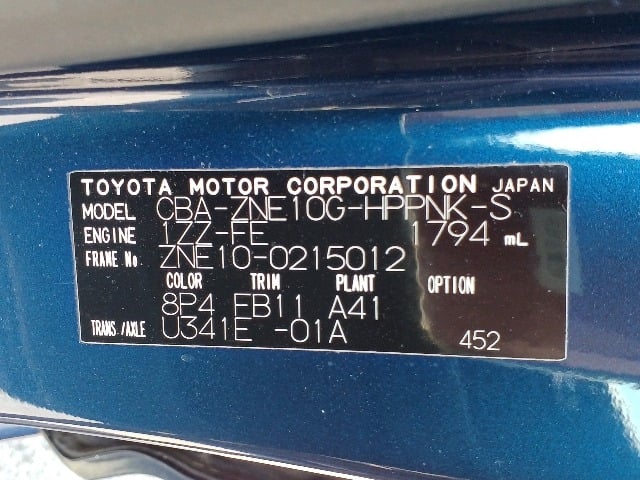 TOYOTA MOTOR CORPORATION JAPAN
MODEL CBA-ZNE10G-HPPNK-S
ENGINE 1ZZ-FE 1794 mL
FRAME No ZNE10-0215012
COLOR TRIM PLANT OPTION
8P4 EB11 A41
TRANS./AXLE U341E -01A
452